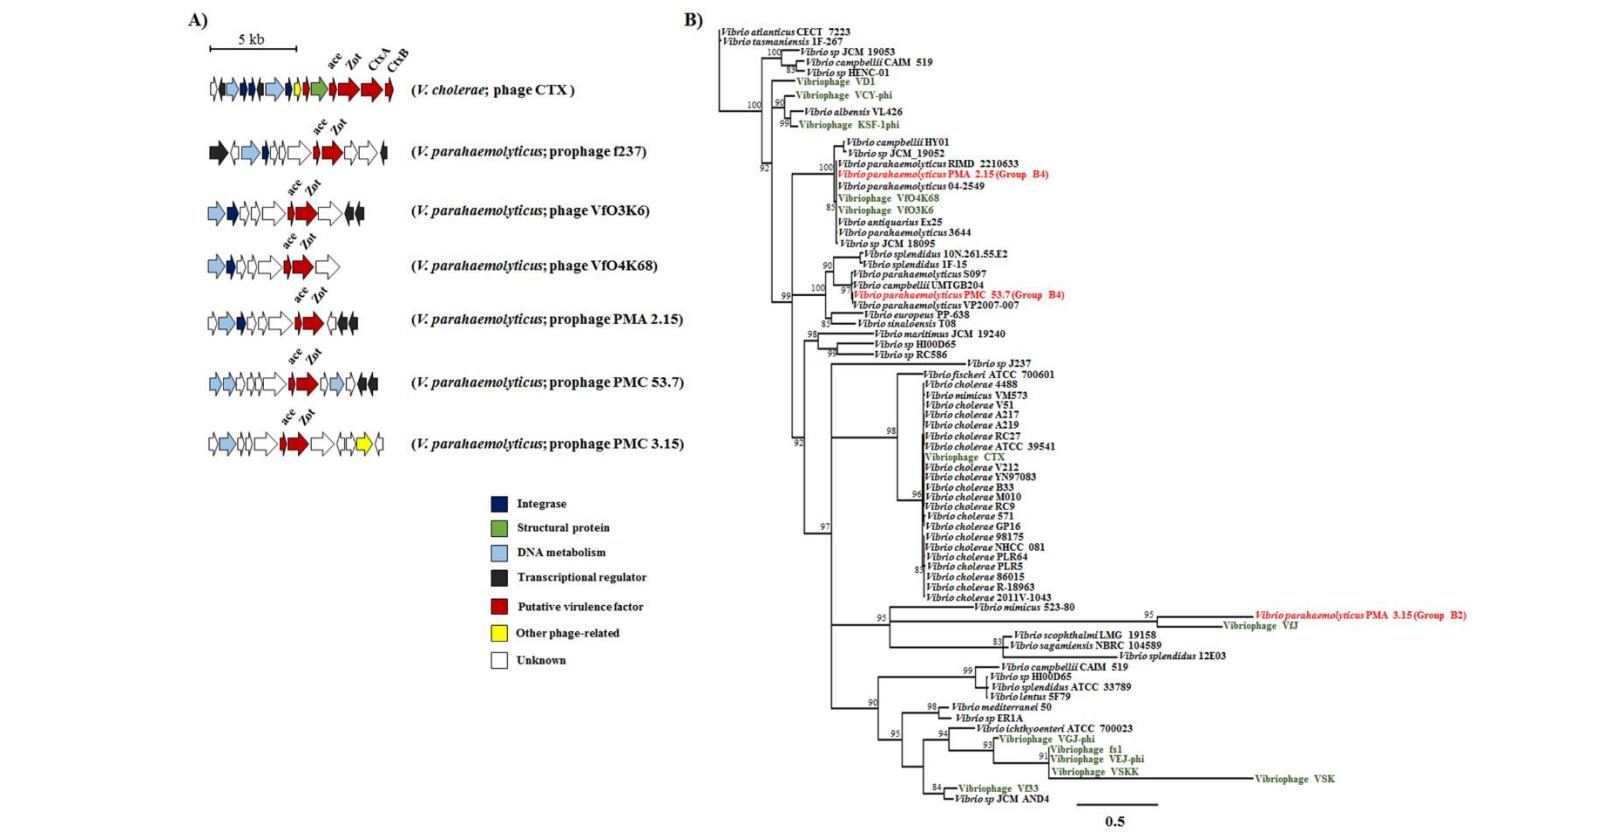 A)
5 kb
ace Zot CtxA CtxB
(V. cholerae; phage CTX )
ace Zot
(V. parahaemolyticus; prophage f237)
ace Zot
(V. parahaemolyticus; phage VfO3K6)
ace Zot
(V. parahaemolyticus; phage VfO4K68)
ace Zot
(V. parahaemolyticus; prophage PMA 2.15)
ace Zot
(V. parahaemolyticus; prophage PMC 53.7)
ace Zot
(V. parahaemolyticus; prophage PMC 3.15)
Integrase
Structural protein
DNA metabolism
Transcriptional regulator
Putative virulence factor
Other phage-related
Unknown
B)
Vibrio atlanticus CECT 7223
Vibrio tasmaniensis 1F-267
100
Vibrio sp JCM 19053
Vibrio campbellii CAIM 519
83
Vibrio sp HENC-01
Vibriophage VD1
Vibriophage VCY-phi
90
100
Vibrio albensis VL426
99
Vibriophage KSF-1phi
Vibrio campbellii HY01
Vibrio sp JCM_19052
92
100
Vibrio parahaemolyticus RIMD 2210633
Vibrio parahaemolyticus PMA 2.15 (Group B4)
Vibrio parahaemolyticus 04-2549
Vibriophage VfO4K68
85
Vibriophage VfO3K6
Vibrio antiquarius Ex25
Vibrio parahaemolyticus 3644
Vibrio sp JCM 18095
Vibrio splendidus 10N.261.55.E2
90
Vibrio splendidus 1F-15
Vibrio parahaemolyticus S097
100
Vibrio campbellii UMTGB204
99
97
Vibrio parahaemolyticus PMC 53.7 (Group B4)
Vibrio parahaemolyticus VP2007-007
Vibrio europeus PP-638
85
Vibrio sinaloensis T08
98
Vibrio maritimus JCM 19240
Vibrio sp HI00D65
99
Vibrio sp RC586
Vibrio sp J237
Vibrio fischeri ATCC 700601
Vibrio cholerae 4488
Vibrio mimicus VM573
Vibrio cholerae V51
Vibrio cholerae A217
Vibrio cholerae A219
98
Vibrio cholerae RC27
92
Vibrio cholerae ATCC 39541
Vibriophage CTX
Vibrio cholerae V212
Vibrio cholerae YN97083
Vibrio cholerae B33
96
Vibrio cholerae M010
Vibrio cholerae RC9
Vibrio cholerae 571
97
Vibrio cholerae GP16
Vibrio cholerae 98175
Vibrio cholerae NHCC 081
Vibrio cholerae PLR64
83
Vibrio cholerae PLR5
Vibrio cholerae 86015
Vibrio cholerae R-18963
Vibrio cholerae 2011V-1043
Vibrio mimicus 523-80
95
95
Vibrio parahaemolyticus PMA 3.15 (Group B2)
Vibriophage VfJ
83
Vibrio scophthalmi LMG 19158
Vibrio sagamiensis NBRC 104589
Vibrio splendidus 12E03
99
Vibrio campbellii CAIM 519
Vibrio sp HI00D65
Vibrio splendidus ATCC 33789
Vibrio lentus 5F79
90
98
Vibrio mediterranei 50
Vibrio sp ER1A
95
94
Vibrio ichthyoenteri ATCC 700023
93
Vibriophage VGJ-phi
Vibriophage fs1
91
Vibriophage VEJ-phi
Vibriophage VSKK
Vibriophage VSK
84
Vibriophage Vf33
Vibrio sp JCM AND4
0.5